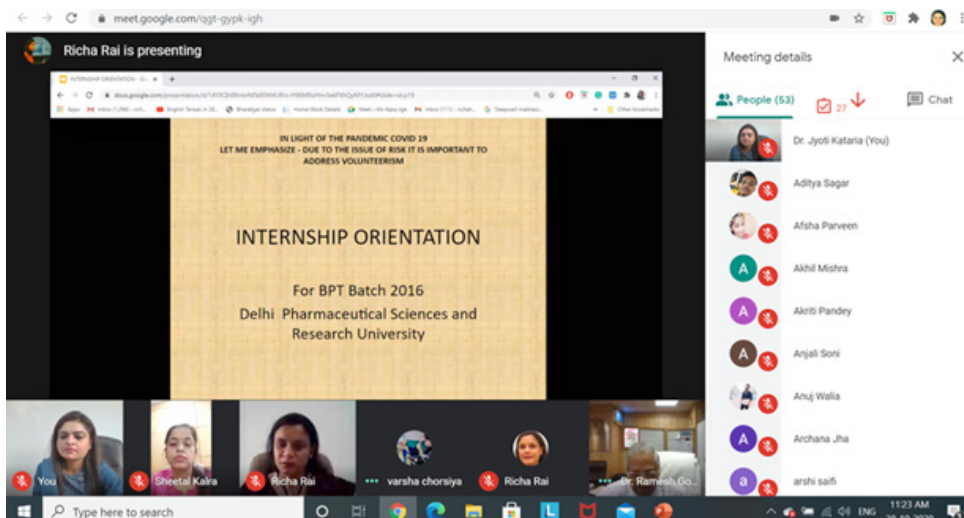 meet.google.com/qgt-gypk-igh
Richa Rai is presenting
Meeting details
People (53)
27
Chat
IN LIGHT OF THE PANDEMIC COVID 19
LET ME EMPHASIZE - DUE TO THE ISSUE OF RISK IT IS IMPORTANT TO
ADDRESS VOLUNTEERISM
INTERNSHIP ORIENTATION
For BPT Batch 2016
Delhi Pharmaceutical Sciences and
Research University
Dr. Jyoti Kataria (You)
Aditya Sagar
Afsha Parveen
A
Akhil Mishra
A
Akriti Pandey
A
Anjali Soni
Anuj Walia
A
Archana Jha
a
arshi saifi
You
Sheetal Kalra
Richa Rai
varsha chorsiya
Richa Rai
Dr. Ramesh Go...
Type here to search
ENG
11:23 AM